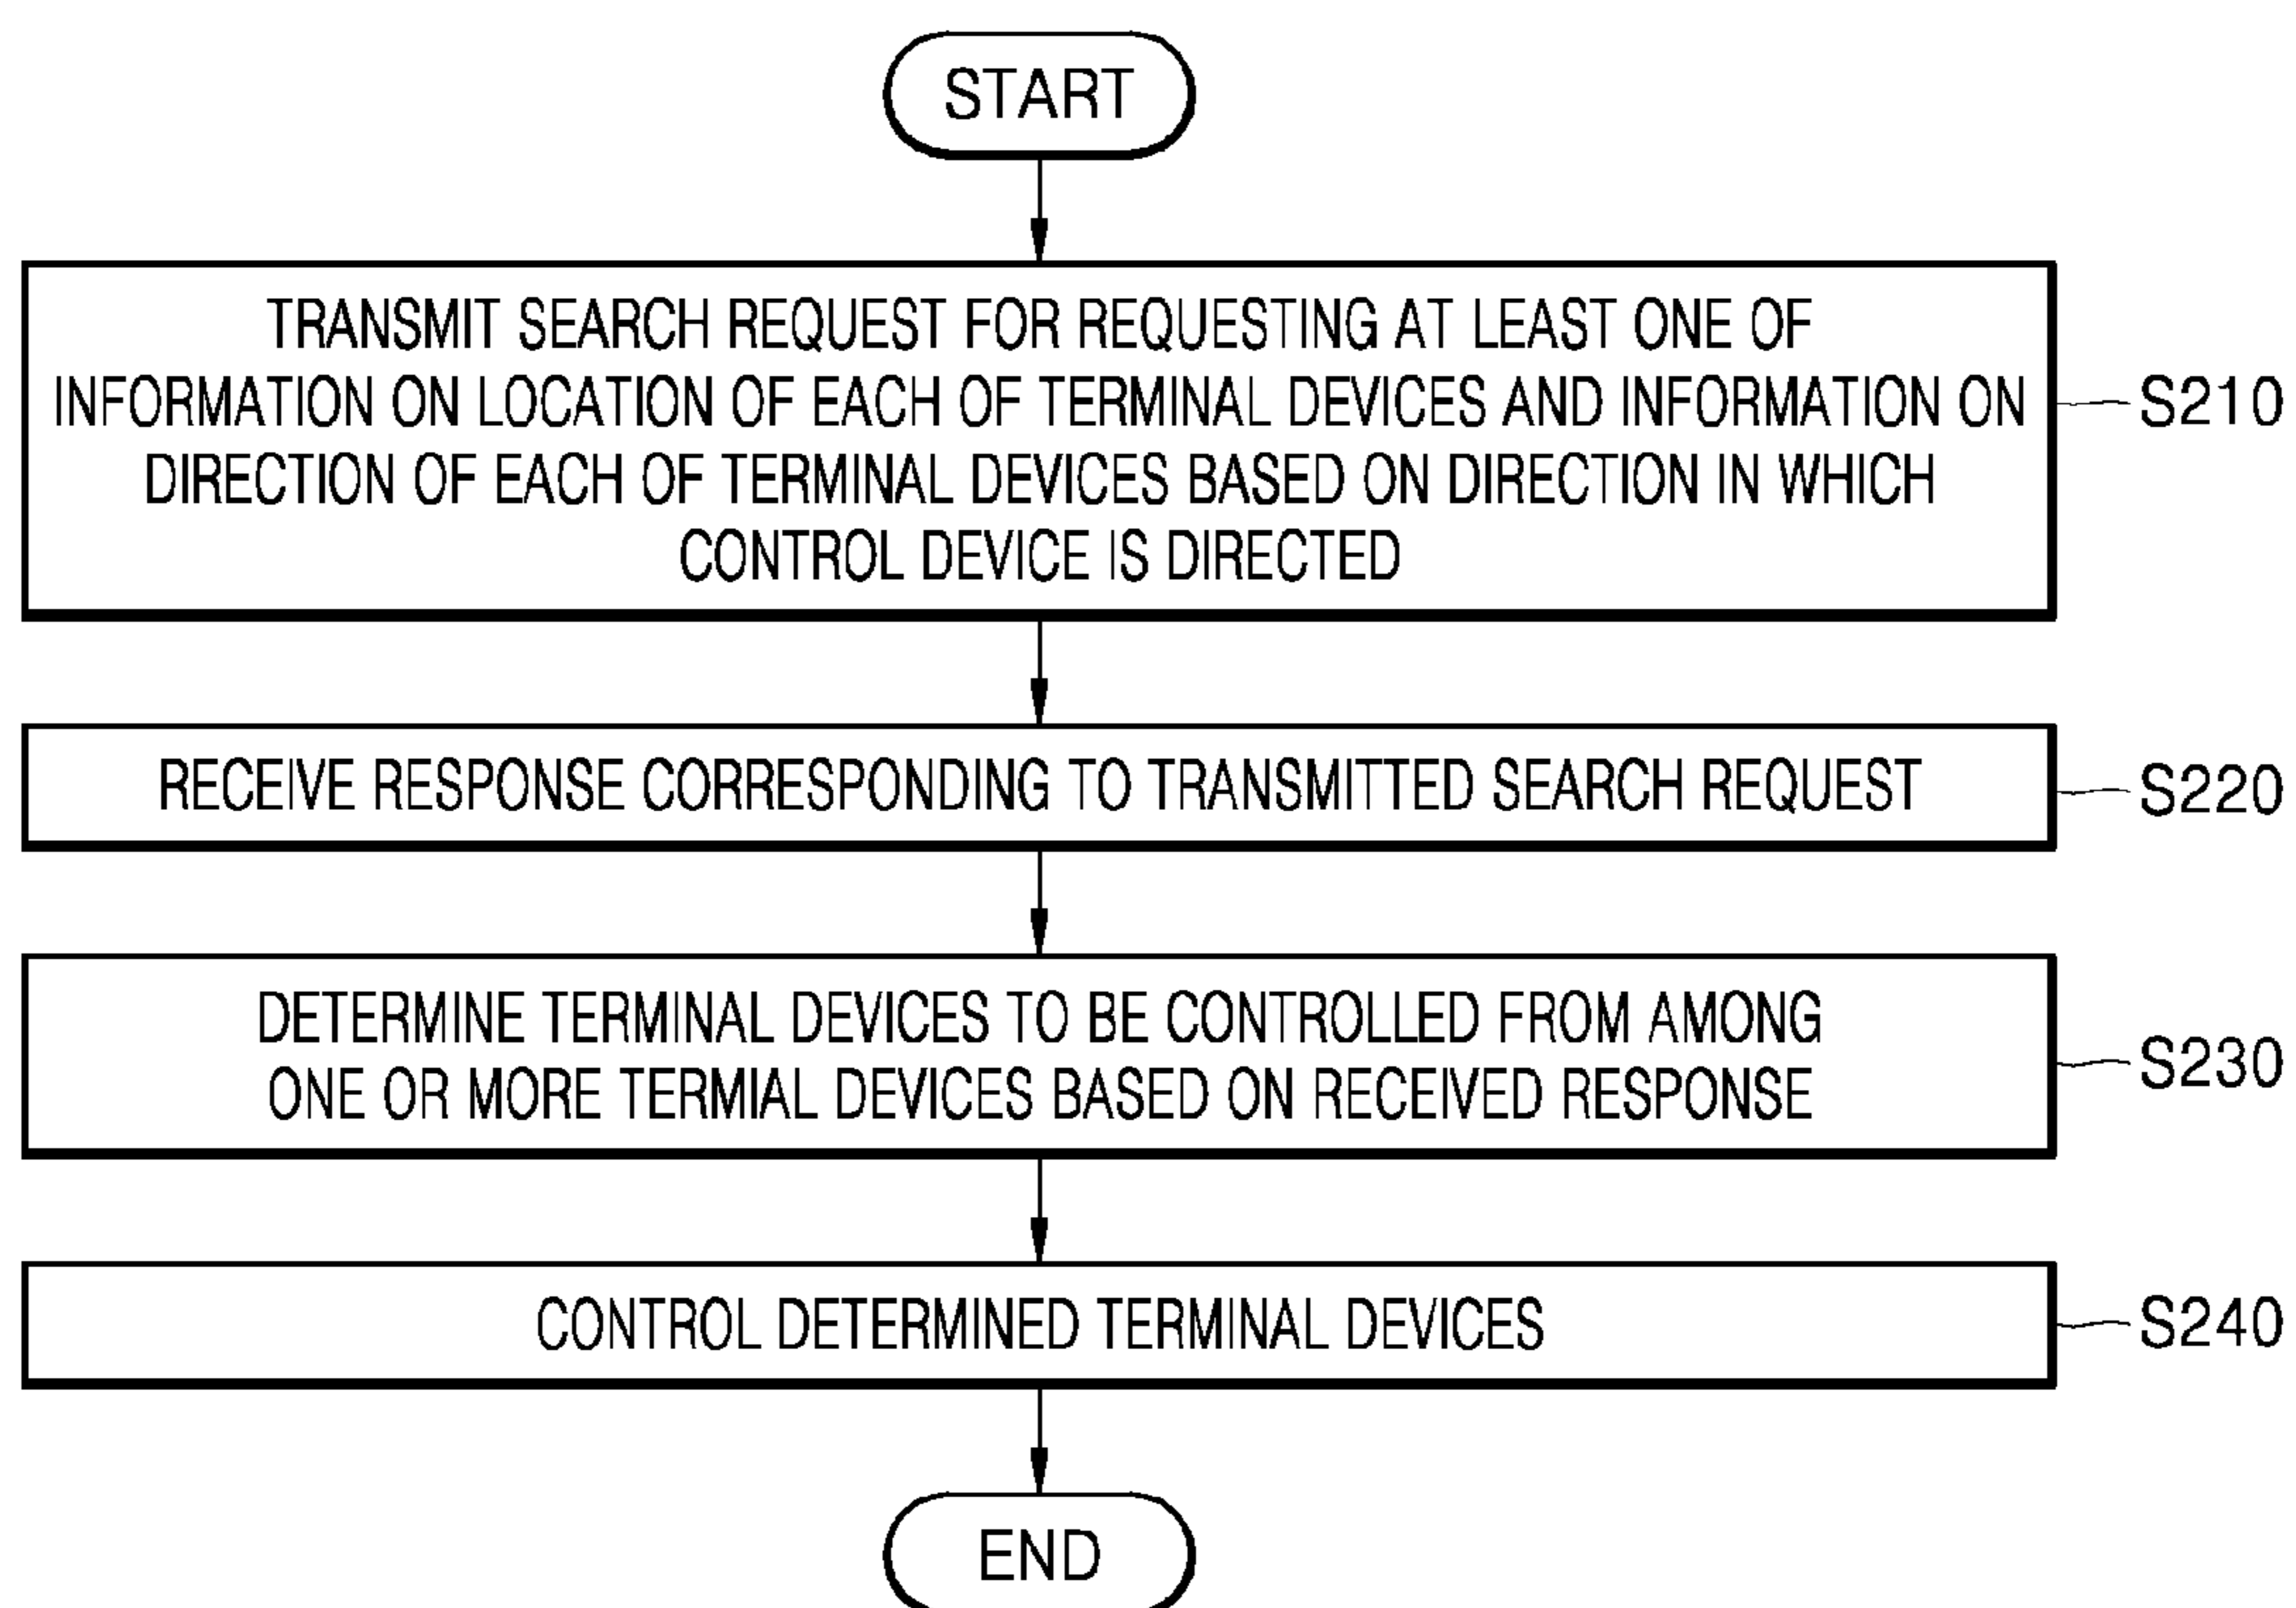 START
TRANSMIT SEARCH REQUEST FOR REQUESTING AT LEAST ONE OF
INFORMATION ON LOCATION OF EACH OF TERMINAL DEVICES AND INFORMATION ON
DIRECTION OF EACH OF TERMINAL DEVICES BASED ON DIRECTION IN WHICH
CONTROL DEVICE IS DIRECTED
S210
RECEIVE RESPONSE CORRESPONDING TO TRANSMITTED SEARCH REQUEST
S220
DETERMINE TERMINAL DEVICES TO BE CONTROLLED FROM AMONG
ONE OR MORE TERMIAL DEVICES BASED ON RECEIVED RESPONSE
S230
CONTROL DETERMINED TERMINAL DEVICES
S240
END